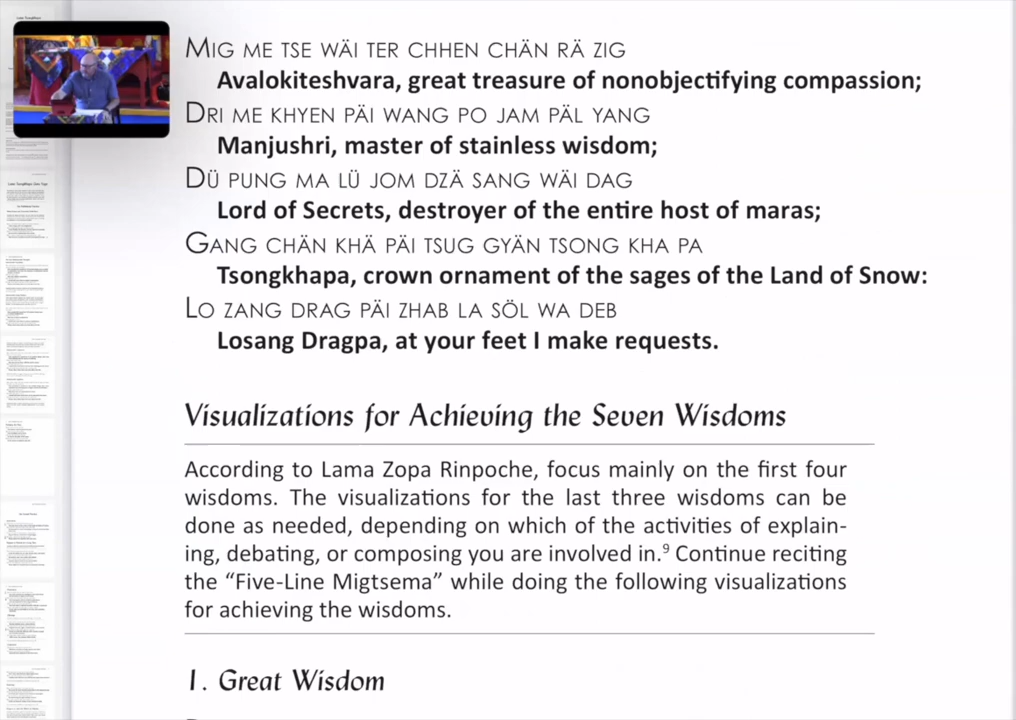 MIG ME TSE WÄI TER CHHEN CHÄN RÄ ZIG
Avalokiteshvara, great treasure of nonobjectifying compassion;
DRI ME KHYEN PÄI WANG PO JAM PÄL YANG
Manjushri, master of stainless wisdom;
DÜ PUNG MA LÜ JOM DZÄ SANG WÄI DAG
Lord of Secrets, destroyer of the entire host of maras;
GANG CHÄN KHÄ PÄI TSUG GYÄN TSONG KHA PA
Tsongkhapa, crown ornament of the sages of the Land of Snow:
LO ZANG DRAG PÄI ZHAB LA SÖL WA DEB
Losang Dragpa, at your feet I make requests.
Visualizations for Achieving the Seven Wisdoms
According to Lama Zopa Rinpoche, focus mainly on the first four
wisdoms. The visualizations for the last three wisdoms can be
done as needed, depending on which of the activities of explain-
ing, debating, or composing you are involved in.⁹ Continue reciting
the “Five-Line Migtsema” while doing the following visualizations
for achieving the wisdoms.
1. Great Wisdom